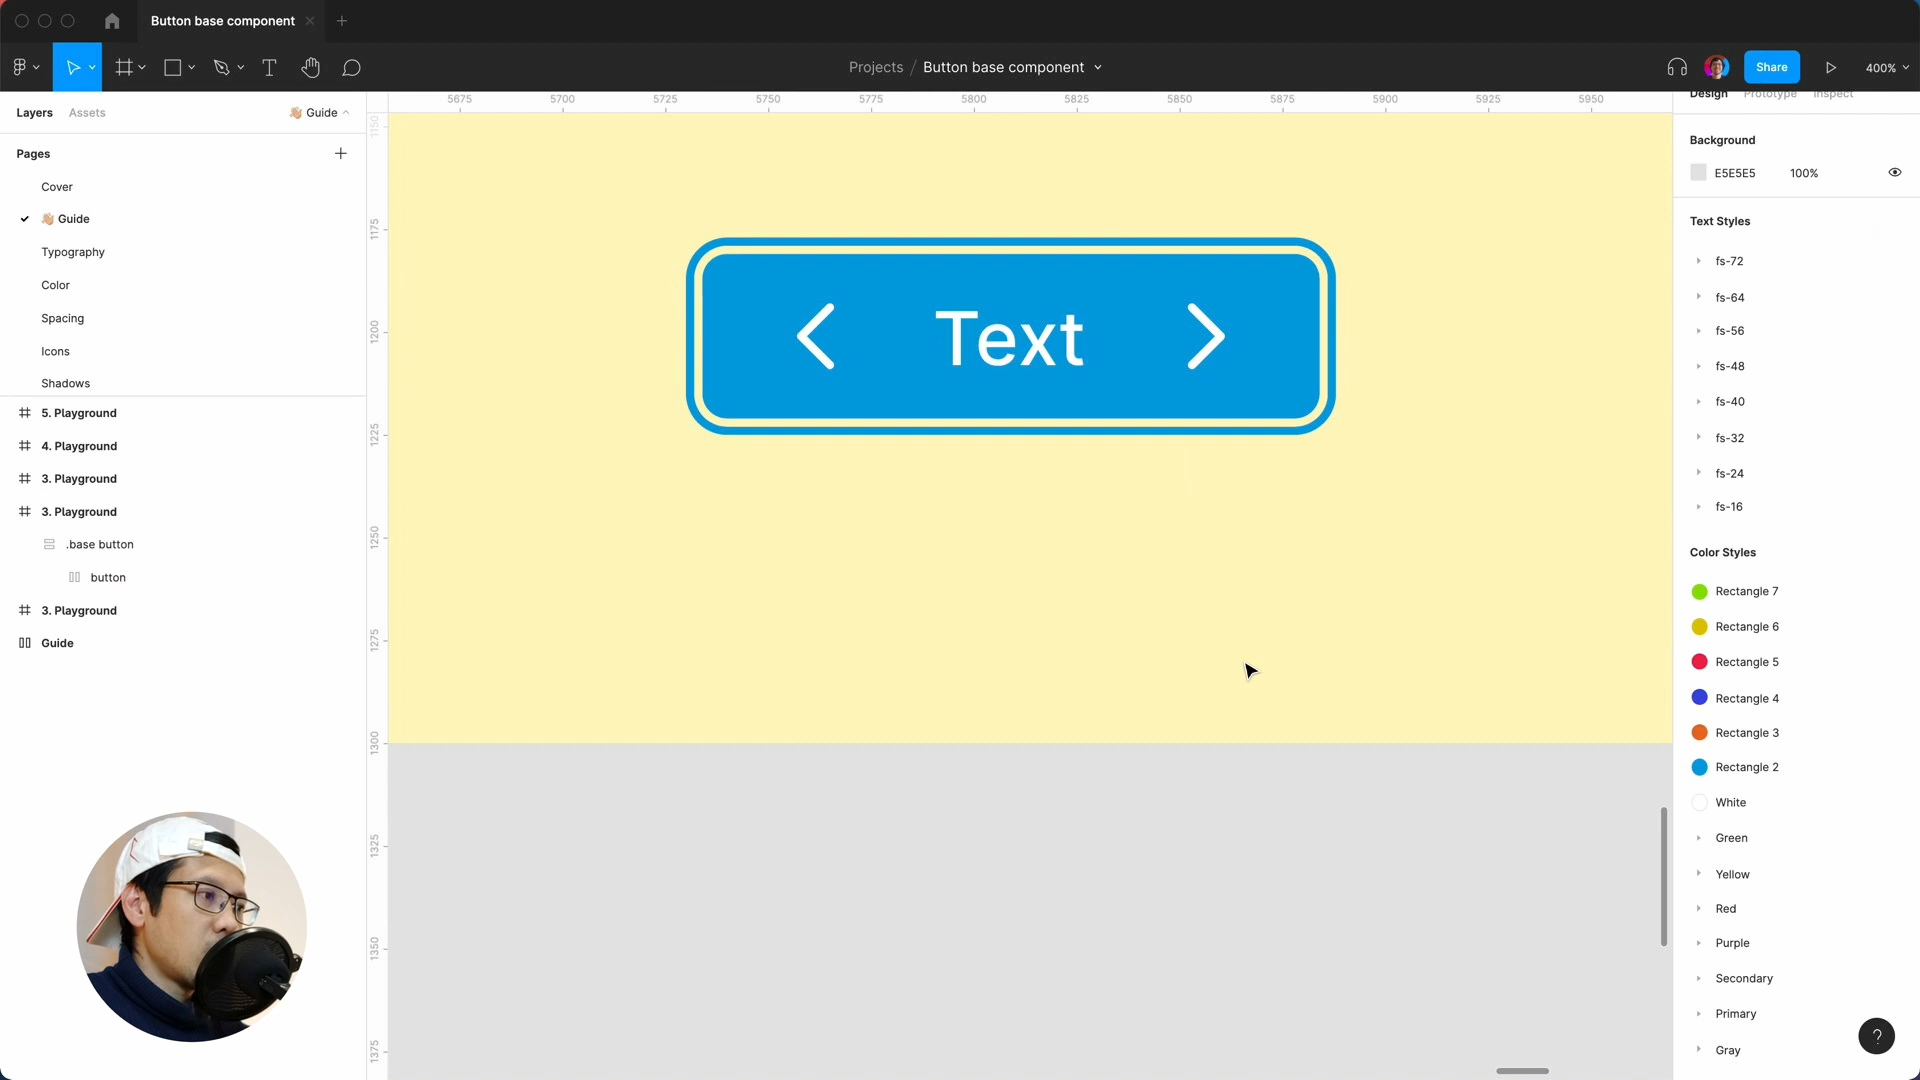 Button base component
Projects / Button base component
Share
400%
Layers
Assets
👋🏼 Guide
5675
5700
5725
5750
5775
5800
5825
5850
5875
5900
5925
5950
Design
Prototype
Inspect
Pages
Cover
👋🏼 Guide
Typography
Color
Spacing
Icons
Shadows
5. Playground
4. Playground
3. Playground
3. Playground
.base button
button
3. Playground
Guide
1150
1175
1200
1225
1250
1275
1300
1325
1350
1375
Text
Background
E5E5E5
100%
Text Styles
fs-72
fs-64
fs-56
fs-48
fs-40
fs-32
fs-24
fs-16
Color Styles
Rectangle 7
Rectangle 6
Rectangle 5
Rectangle 4
Rectangle 3
Rectangle 2
White
Green
Yellow
Red
Purple
Secondary
Primary
Gray
?